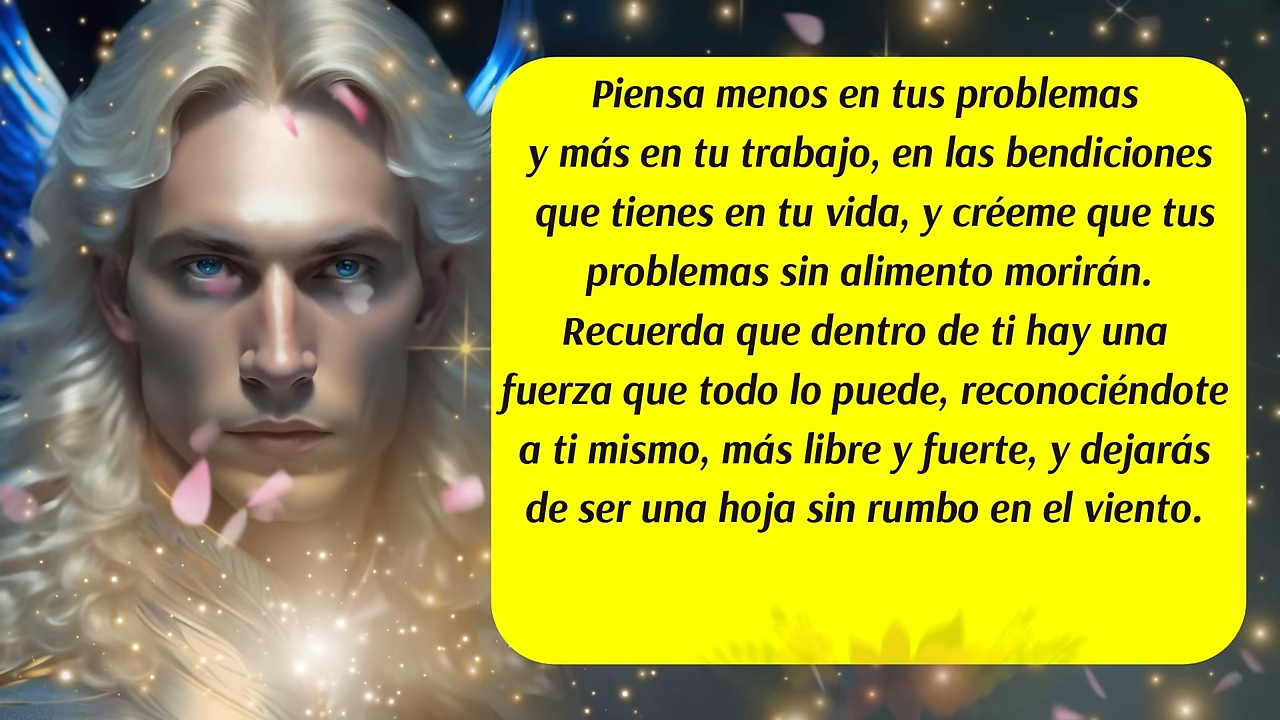 Piensa menos en tus problemas
y más en tu trabajo, en las bendiciones
que tienes en tu vida, y créeme que tus
problemas sin alimento morirán.
Recuerda que dentro de ti hay una
fuerza que todo lo puede, reconociéndote
a ti mismo, más libre y fuerte, y dejarás
de ser una hoja sin rumbo en el viento.